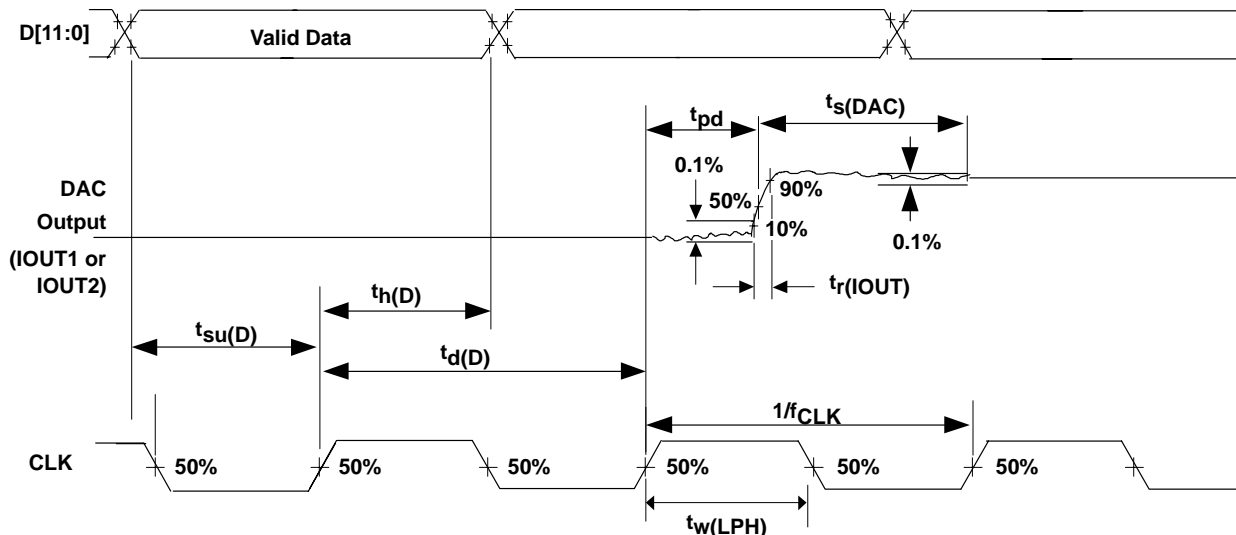 D[11:0]
Valid Data
tpd
ts(DAC)
0.1%
DAC
Output
(IOUT1 or
IOUT2)
50%
90%
10%
0.1%
tr(IOUT)
th(D)
tsu(D)
td(D)
1/fCLK
CLK
50%
50%
50%
50%
50%
50%
tw(LPH)